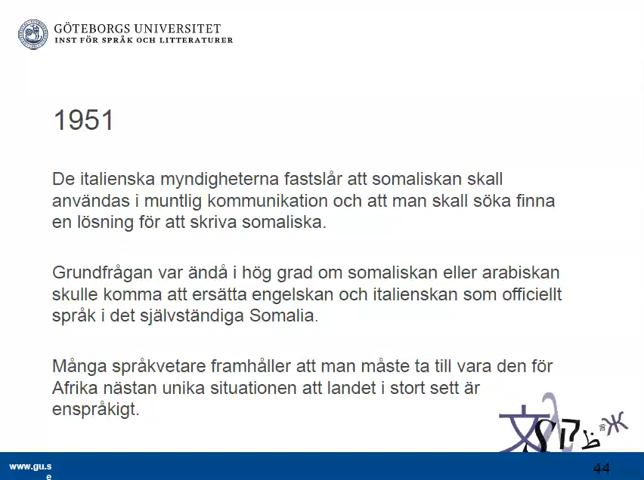 GÖTEBORGS UNIVERSITET
INST FÖR SPRÅK OCH LITTERATURER
1951
De italienska myndigheterna fastslår att somaliskan skall
användas i muntlig kommunikation och att man skall söka finna
en lösning för att skriva somaliska.
Grundfrågan var ändå i hög grad om somaliskan eller arabiskan
skulle komma att ersätta engelskan och italienskan som officiellt
språk i det självständiga Somalia.
Många språkvetare framhåller att man måste ta till vara den för
Afrika nästan unika situationen att landet i stort sett är
enspråkigt.
www.gu.s
e
44